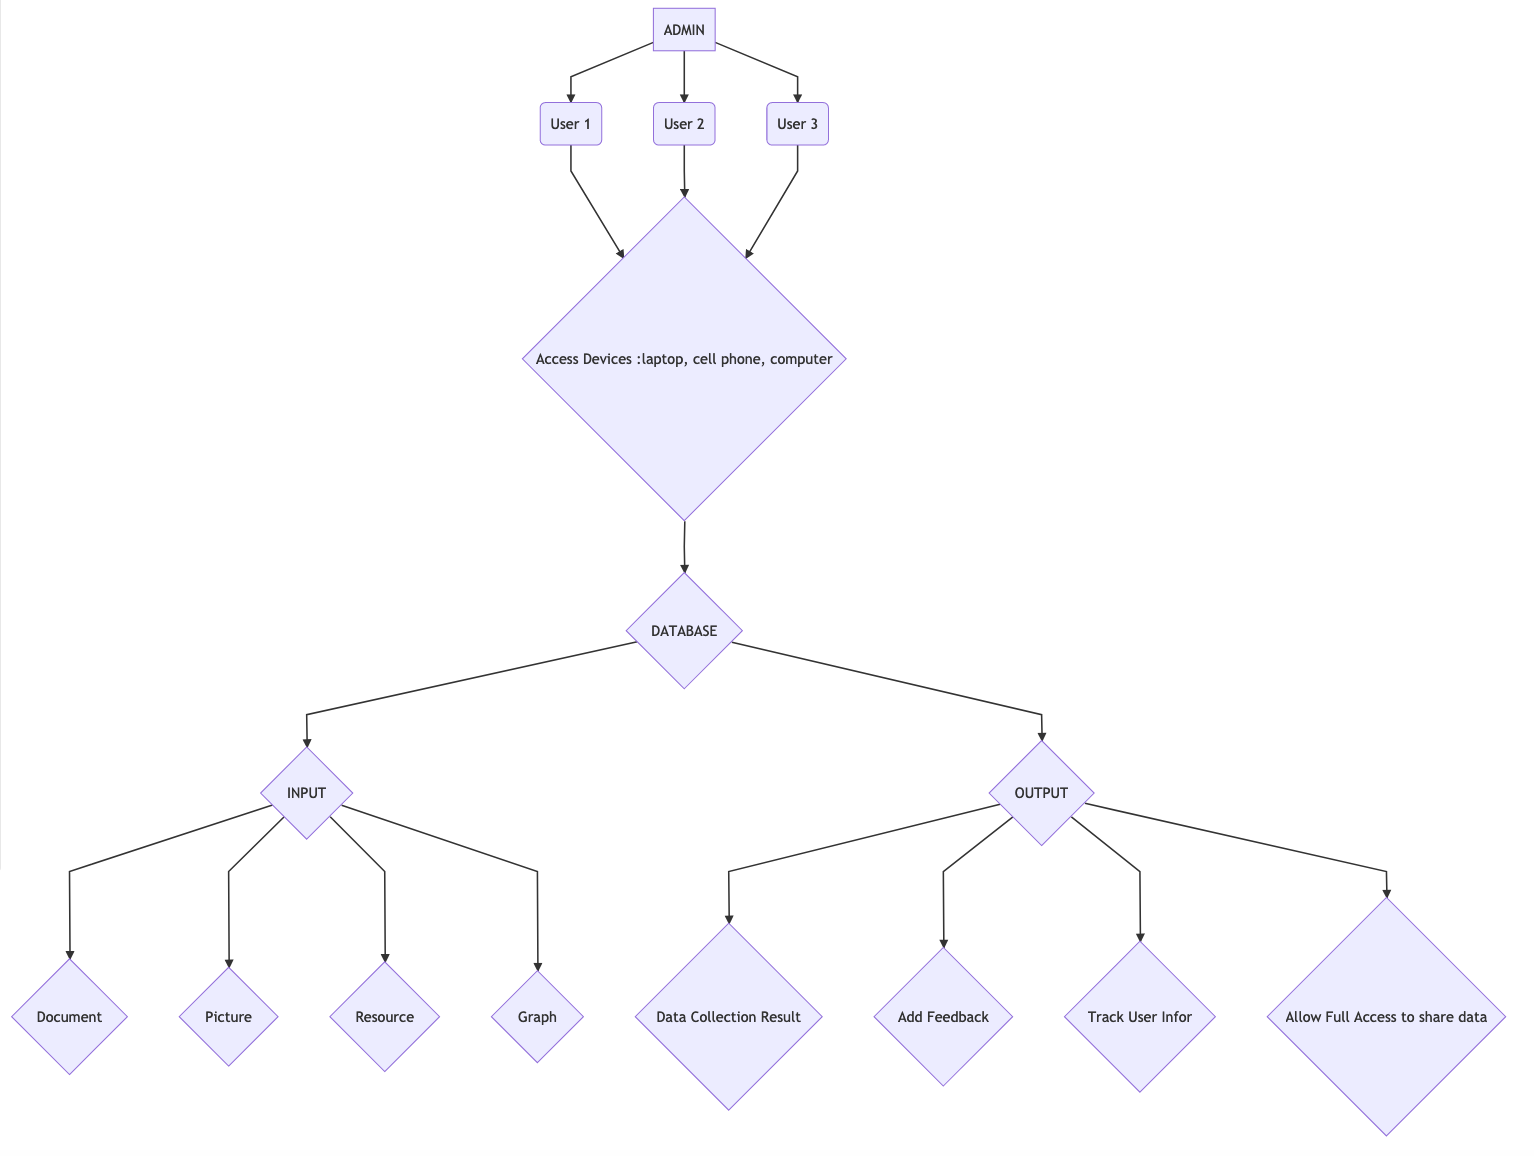 ADMIN
User 1
User 2
User 3
Access Devices :laptop, cell phone, computer
DATABASE
INPUT
OUTPUT
Document
Picture
Resource
Graph
Data Collection Result
Add Feedback
Track User Infor
Allow Full Access to share data